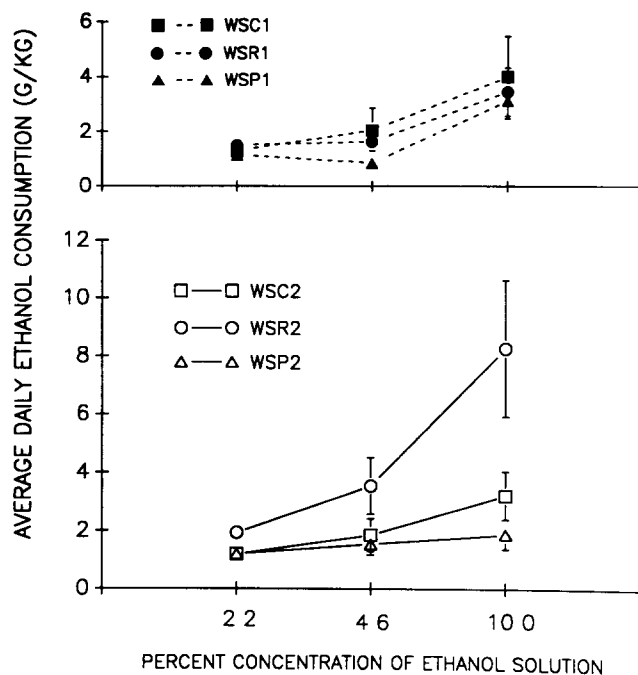 AVERAGE DAILY ETHANOL CONSUMPTION (G/KG)
6
4
2
0
WSC1
WSR1
WSP1
12
10
8
6
4
2
0
WSC2
WSR2
WSP2
2 2 4 6 10 0
PERCENT CONCENTRATION OF ETHANOL SOLUTION